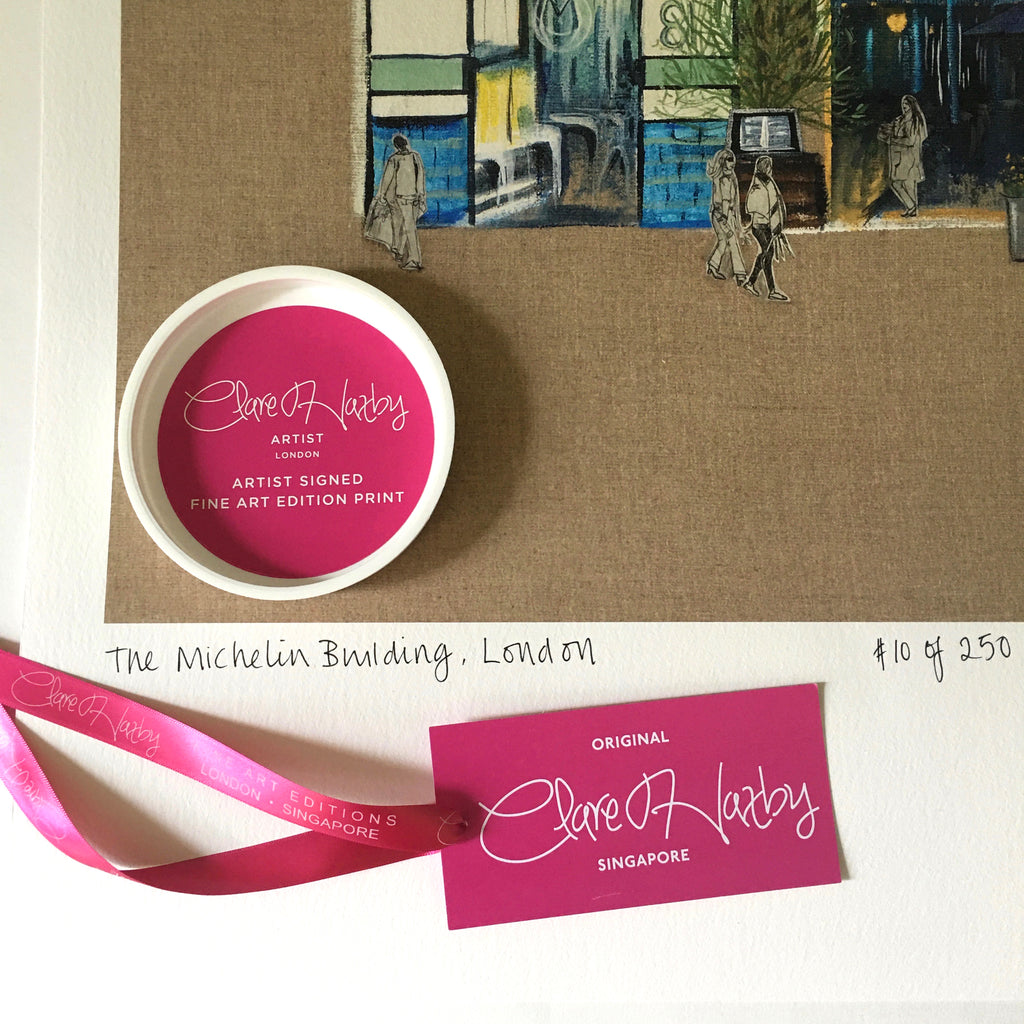 Clare Haxby
ARTIST
LONDON
ARTIST SIGNED
FINE ART EDITION PRINT
The Michelin Building, London
#10 of 250
Clare Haxby
FINE ART EDITIONS
LONDON • SINGAPORE
ORIGINAL
Clare Haxby
SINGAPORE